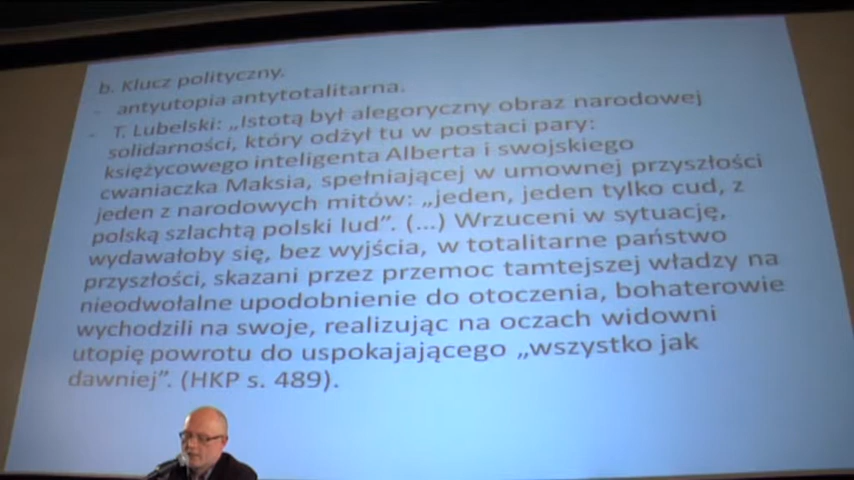 b. Klucz polityczny.
- antyutopia antytotalitarna.
- T. Lubelski: „Istotą był alegoryczny obraz narodowej
solidarności, który odżył tu w postaci pary:
księżycowego inteligenta Alberta i swojskiego
cwaniaczka Maksia, spełniającej w umownej przyszłości
jeden z narodowych mitów: „jeden, jeden tylko cud, z
polską szlachtą polski lud”. (...) Wrzuceni w sytuację,
wydawałoby się, bez wyjścia, w totalitarne państwo
przyszłości, skazani przez przemoc tamtejszej władzy na
nieodwołalne upodobnienie do otoczenia, bohaterowie
wychodzili na swoje, realizując na oczach widowni
utopię powrotu do uspokajającego „wszystko jak
dawniej”. (HKP s. 489).